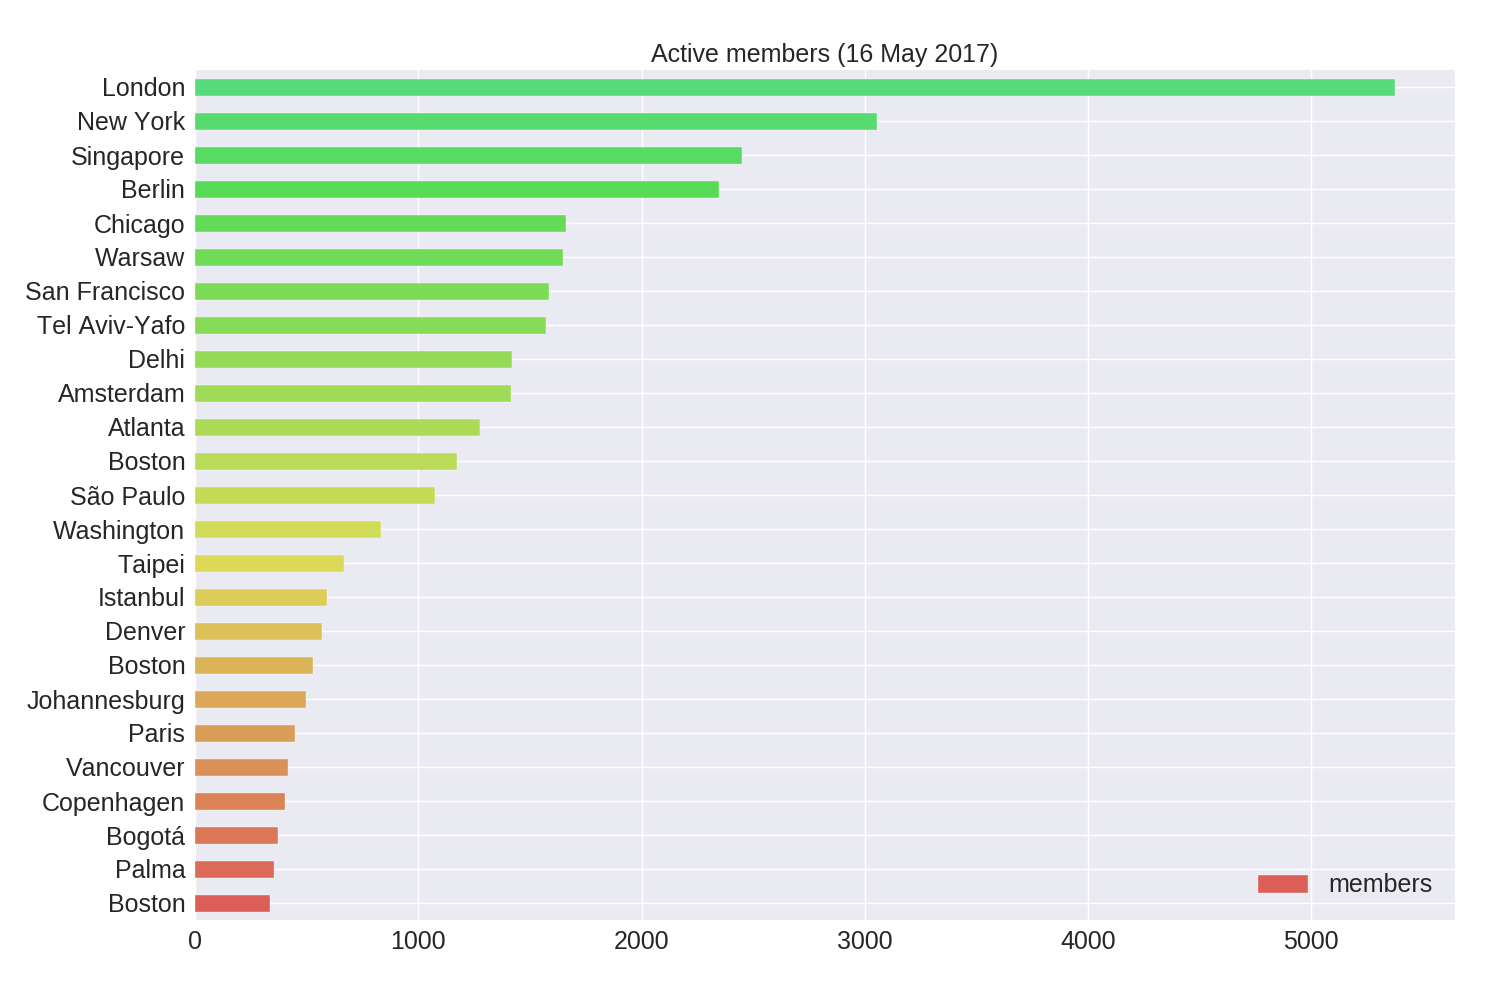 Active members (16 May 2017)
London
New York
Singapore
Berlin
Chicago
Warsaw
San Francisco
Tel Aviv-Yafo
Delhi
Amsterdam
Atlanta
Boston
São Paulo
Washington
Taipei
Istanbul
Denver
Boston
Johannesburg
Paris
Vancouver
Copenhagen
Bogotá
Palma
Boston
members
0 1000 2000 3000 4000 5000